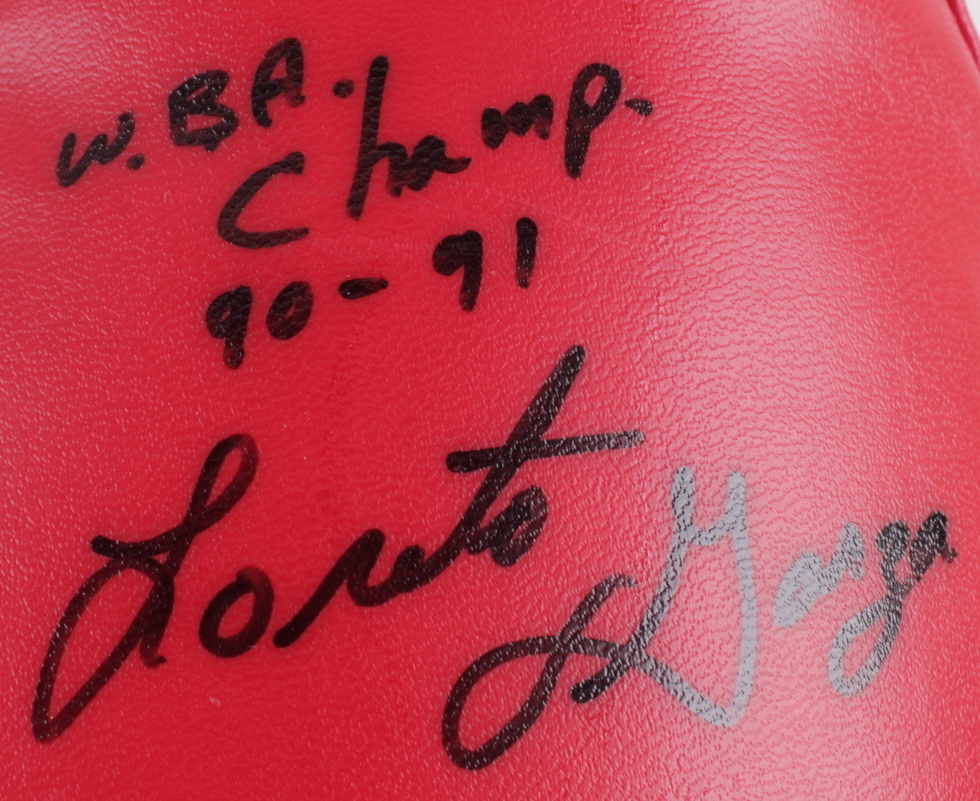 W.BA.
Champ.
90-91
Loreto Garza